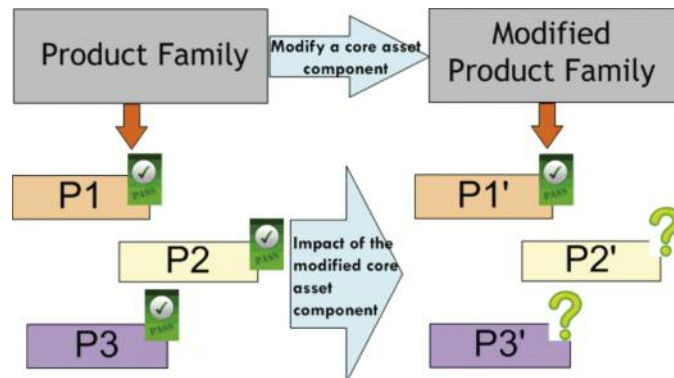 Product Family
Modify a core asset
component
Modified
Product Family
PASS
P1
PASS
P1'
PASS
P2
P2'
Impact of the
modified core
asset
component
PASS
P3
P3'